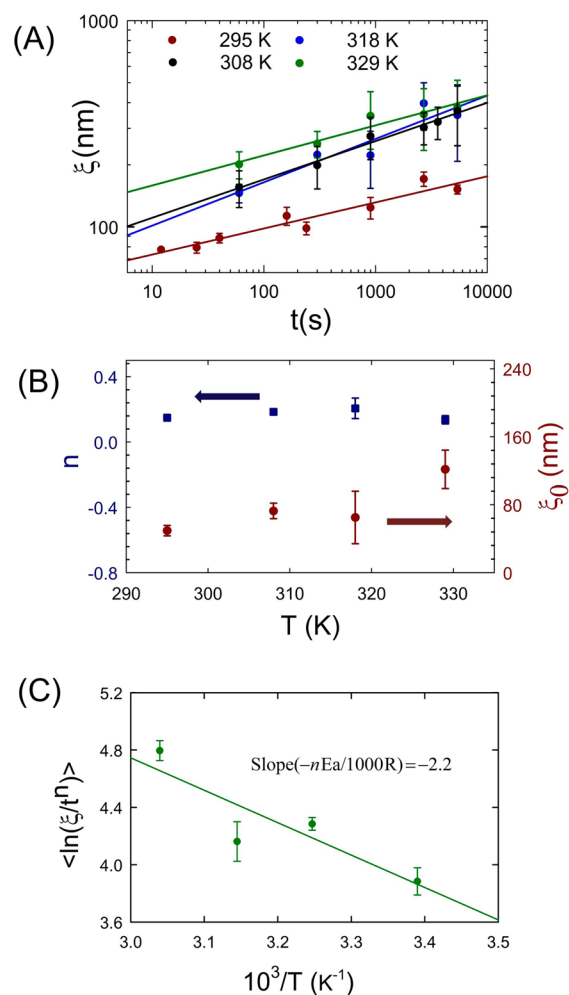 (A)
1000
295 K
318 K
308 K
329 K
ξ(nm)
100
10
100
1000
10000
t(s)
(B)
0.4
0.0
-0.4
-0.8
n
240
160
80
0
ξ0 (nm)
290
300
310
320
330
T (K)
(C)
5.2
4.8
4.4
4.0
3.6
<ln(ξ/tⁿ)>
Slope(−nEa/1000R)=−2.2
3.0
3.1
3.2
3.3
3.4
3.5
10³/T (K⁻¹)